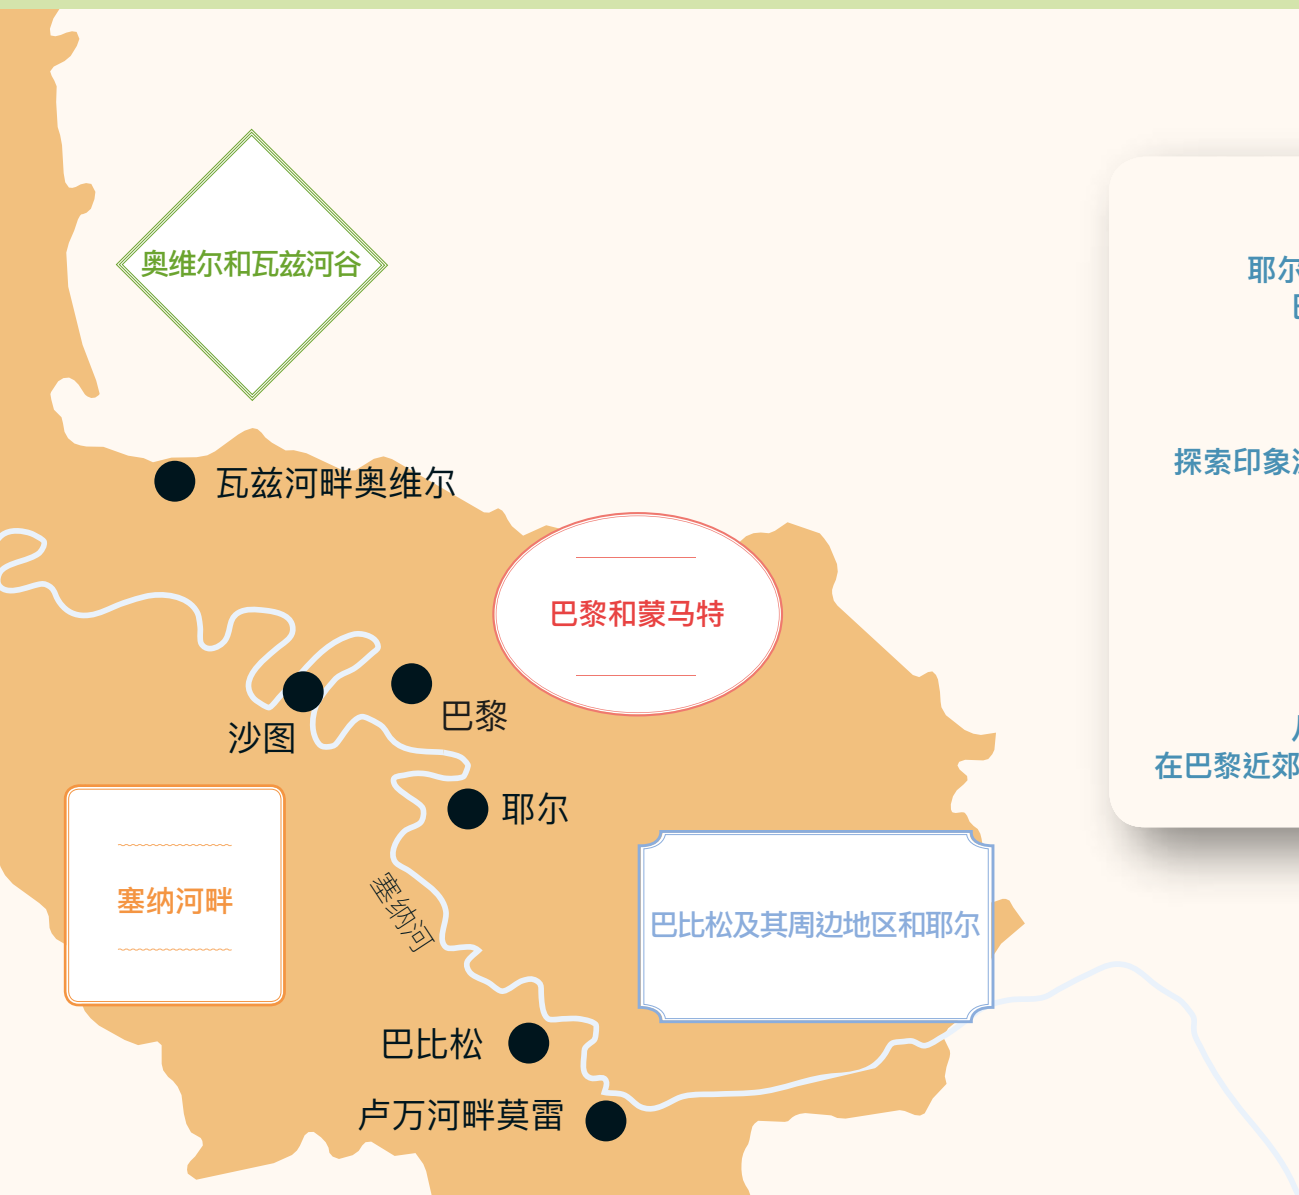 奥维尔和瓦兹河谷
瓦兹河畔奥维尔
巴黎和蒙马特
巴黎
沙图
耶尔
塞纳河畔
塞纳河
巴比松及其周边地区和耶尔
巴比松
卢万河畔莫雷
耶尔
探索印象
在巴黎近郊